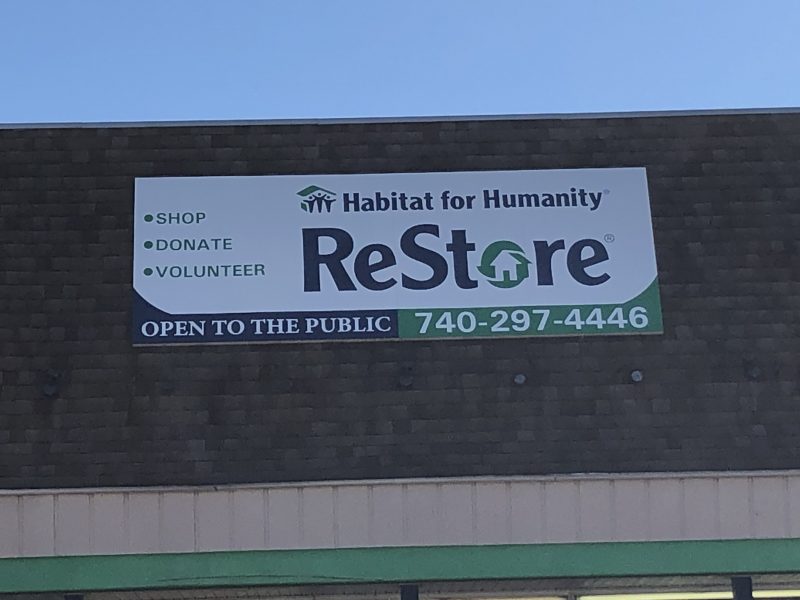 •SHOP
•DONATE
•VOLUNTEER
Habitat for Humanity®
ReStore®
OPEN TO THE PUBLIC
740-297-4446